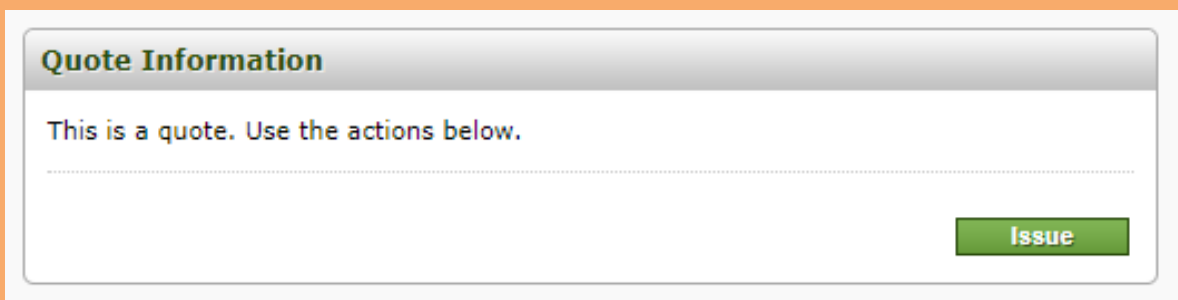 Quote Information
This is a quote. Use the actions below.
Issue